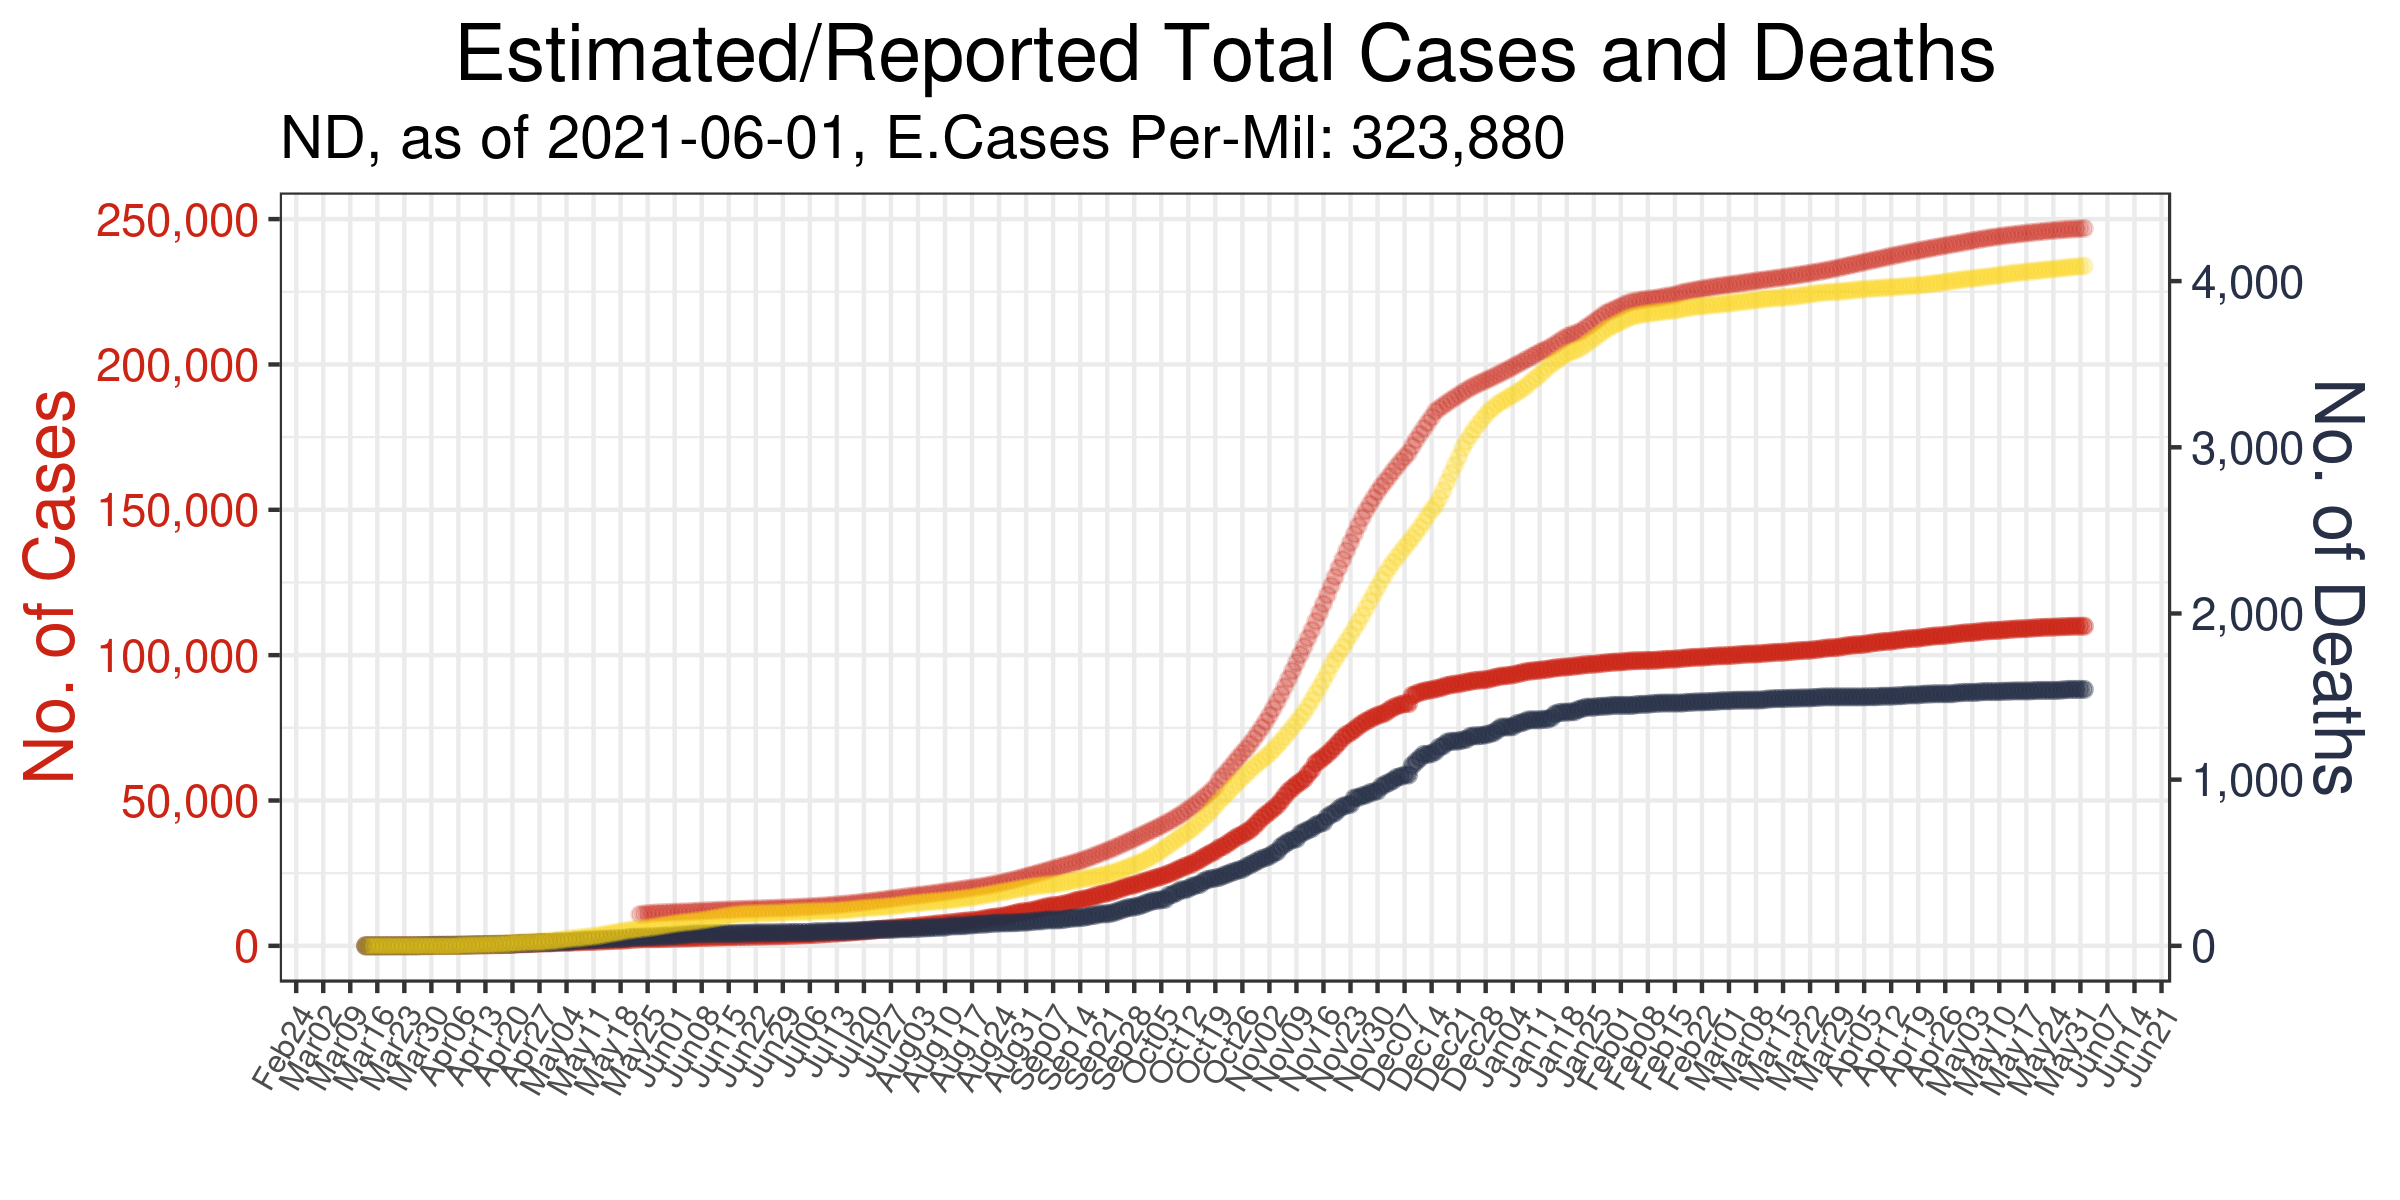 Estimated/Reported Total Cases and Deaths
ND, as of 2021-06-01, E.Cases Per-Mil: 323,880
No. of Cases
250,000
200,000
150,000
100,000
50,000
0
4,000
3,000
2,000
1,000
0
No. of Deaths
Feb24
Mar02
Mar09
Mar16
Mar23
Mar30
Apr06
Apr13
Apr20
Apr27
May04
May11
May18
May25
Jun01
Jun08
Jun15
Jun22
Jun29
Jul06
Jul13
Jul20
Jul27
Aug03
Aug10
Aug17
Aug24
Aug31
Sep07
Sep14
Sep21
Sep28
Oct05
Oct12
Oct19
Oct26
Nov02
Nov09
Nov16
Nov23
Nov30
Dec07
Dec14
Dec21
Dec28
Jan04
Jan11
Jan18
Jan25
Feb01
Feb08
Feb15
Feb22
Mar01
Mar08
Mar15
Mar22
Mar29
Apr05
Apr12
Apr19
Apr26
May03
May10
May17
May24
May31
Jun07
Jun14
Jun21